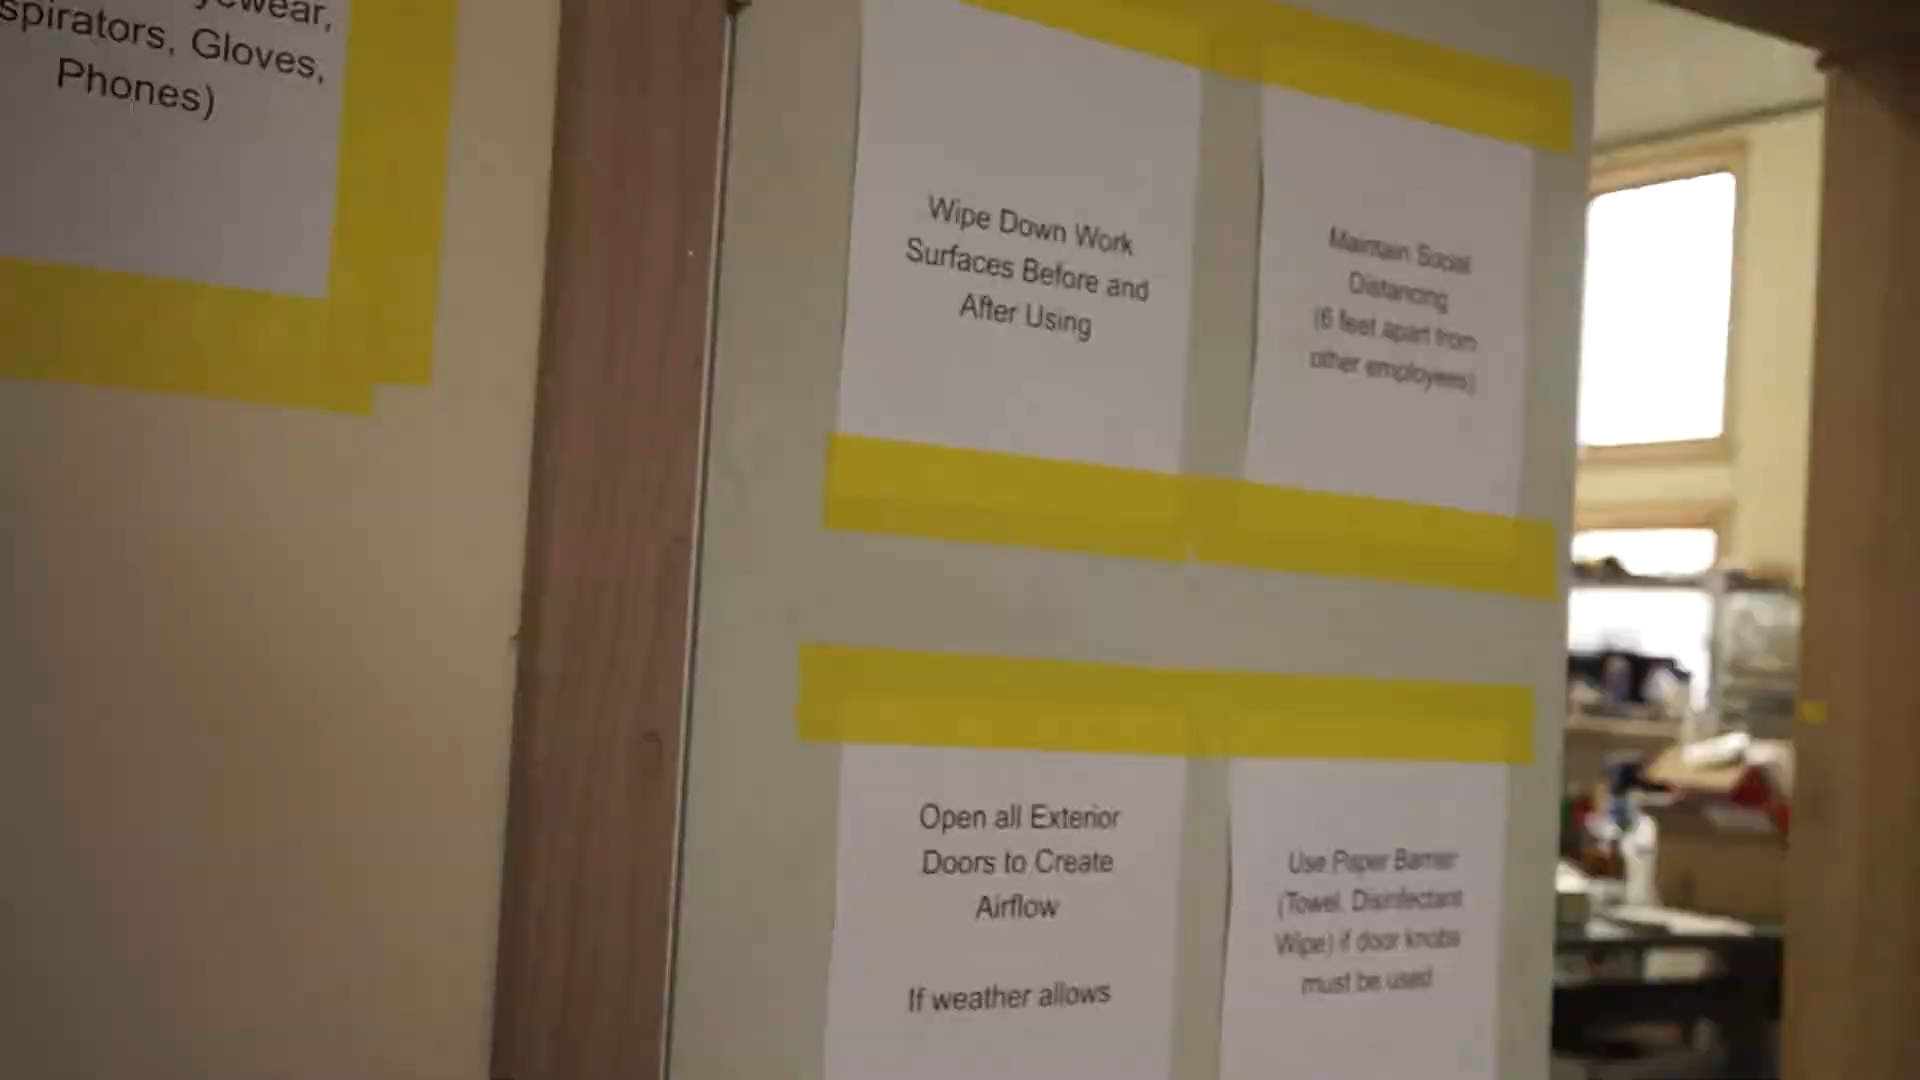 Gloves,
Phones)
Wipe Down Work
Surfaces Before and
After Using
Maintain Social
Distancing
(6 feet apart from
other employees)
Open all Exterior
Doors to Create
Airflow
If weather allows
Use Paper Barrier
(Towel, Disinfectant
Wipe) if door knobs
must be used